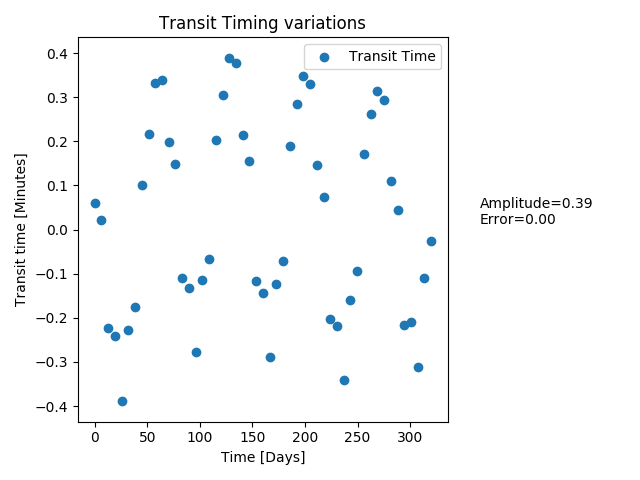 Transit Timing variations
Transit Time
0.4
0.3
0.2
0.1
0.0
−0.1
−0.2
−0.3
−0.4
Transit time [Minutes]
0
50
100
150
200
250
300
Time [Days]
Amplitude=0.39
Error=0.00